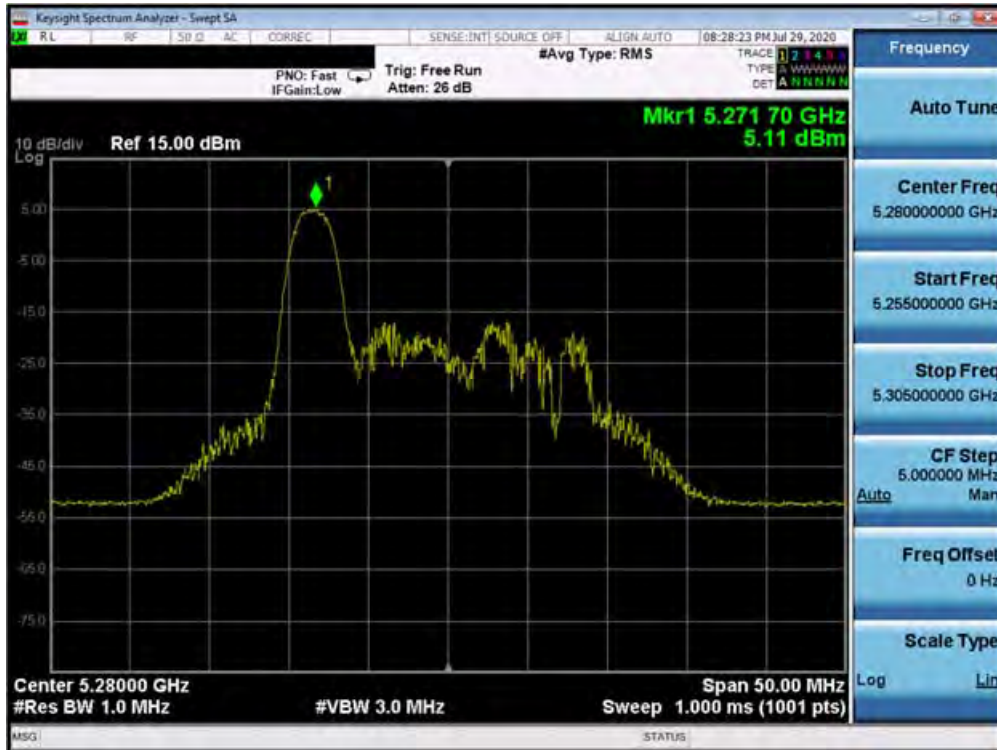 Keysight Spectrum Analyzer - Swept SA
LXI RL RF 50 Ω AC CORREC SENSE:INT SOURCE OFF ALIGN AUTO 08:28:23 PM Jul 29, 2020
#Avg Type: RMS
TRACE 1 2 3 4 5 6
PNO: Fast Trig: Free Run
TYPE A WWWWW
IFGain:Low Atten: 26 dB
DET A N N N N N
Mkr1 5.271 70 GHz
5.11 dBm
10 dB/div Ref 15.00 dBm
Log
1
5.00
-5.00
-15.0
-25.0
-35.0
-45.0
-55.0
-65.0
-75.0
Center 5.28000 GHz Span 50.00 MHz
#Res BW 1.0 MHz #VBW 3.0 MHz Sweep 1.000 ms (1001 pts)
MSG STATUS
Frequency
Auto Tune
Center Freq
5.280000000 GHz
Start Freq
5.255000000 GHz
Stop Freq
5.305000000 GHz
CF Step
5.000000 MHz
Auto Man
Freq Offset
0 Hz
Scale Type
Log Lin